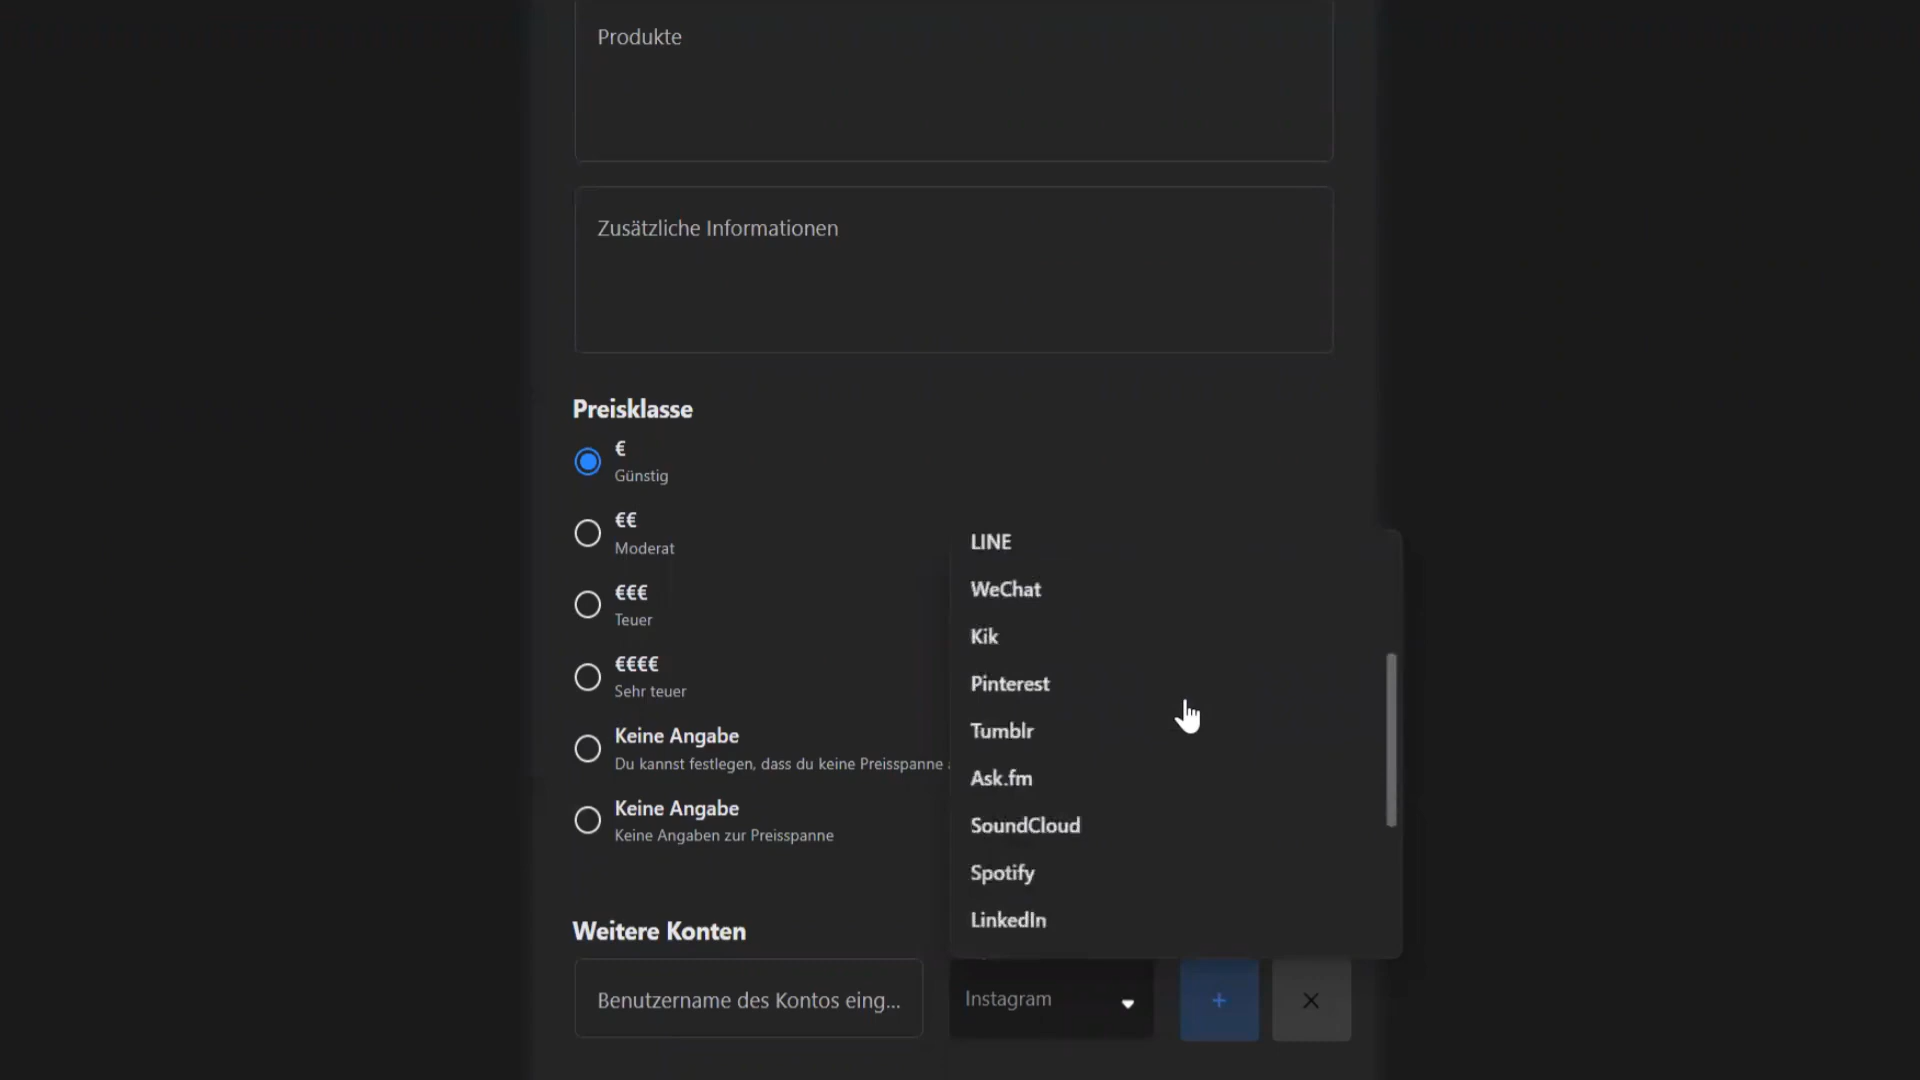 Produkte
Zusätzliche Informationen
Preisklasse
€
Günstig
€€
Moderat
€€€
Teuer
€€€€
Sehr teuer
Keine Angabe
Du kannst festlegen, dass du keine Preisspanne
Keine Angabe
Keine Angaben zur Preisspanne
LINE
WeChat
Kik
Pinterest
Tumblr
Ask.fm
SoundCloud
Spotify
LinkedIn
Weitere Konten
Benutzername des Kontos eing...
Instagram
+
×